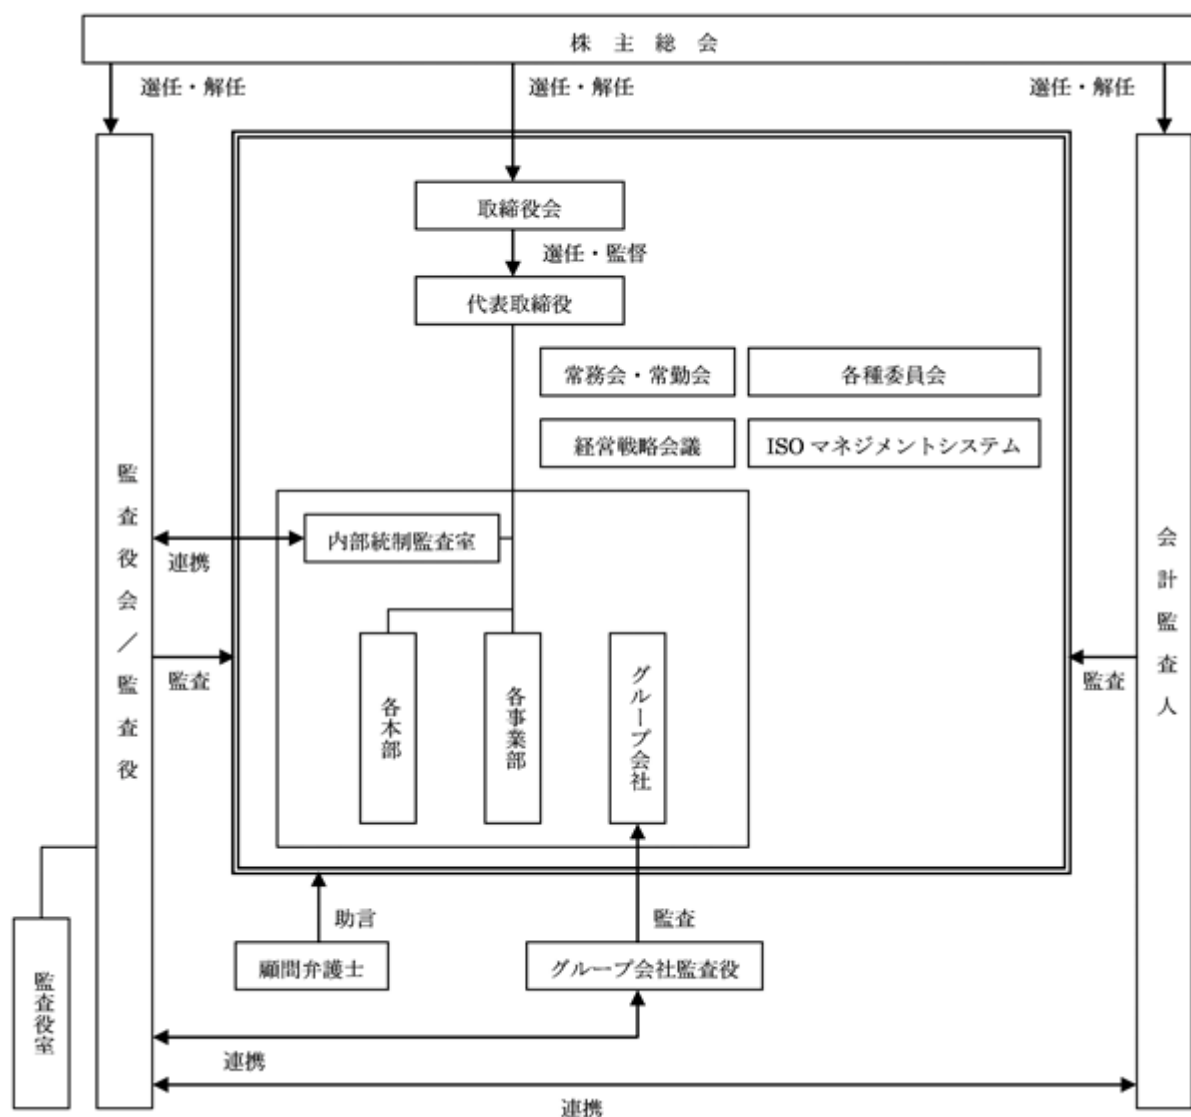 株主総会
選任・解任
選任・解任
選任・解任
取締役会
選任・監督
代表取締役
常務会・常勤会
各種委員会
経営戦略会議
ISO マネジメントシステム
監査役会／監査役
内部統制監査室
連携
会計監査人
監査
監査
各本部
各事業部
グループ会社
助言
監査
顧問弁護士
グループ会社監査役
監査役室
連携
連携